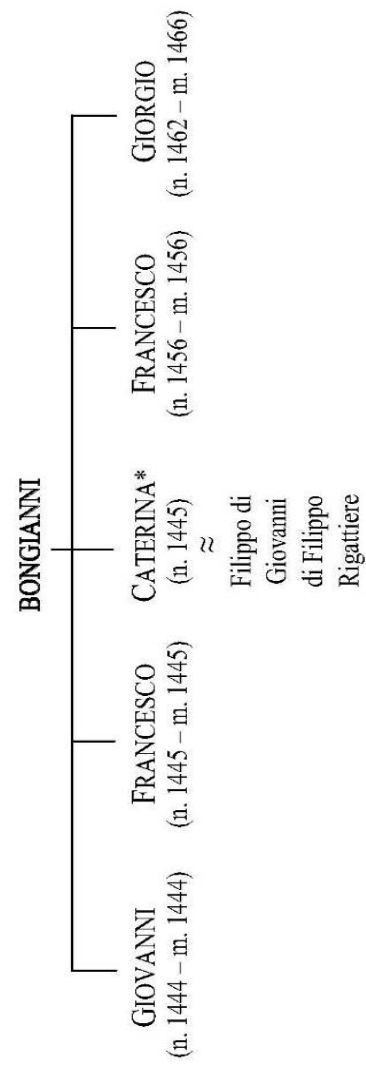 BONGIANNI
GIOVANNI
(n. 1444 – m. 1444)
FRANCESCO
(n. 1445 – m. 1445)
CATERINA*
(n. 1445)
≈
Filippo di
Giovanni
di Filippo
Rigattiere
FRANCESCO
(n. 1456 – m. 1456)
GIORGIO
(n. 1462 – m. 1466)